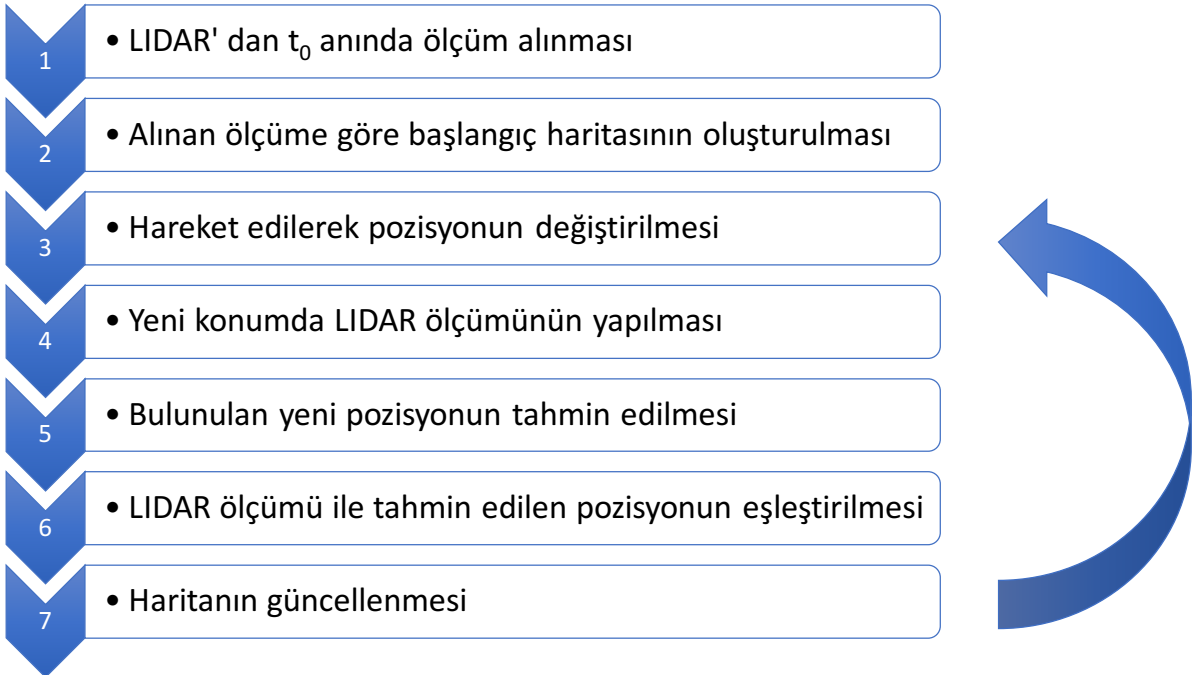 1
• LIDAR' dan t₀ anında ölçüm alınması
2
• Alınan ölçüme göre başlangıç haritasının oluşturulması
3
• Hareket edilerek pozisyonun değiştirilmesi
4
• Yeni konumda LIDAR ölçümünün yapılması
5
• Bulunulan yeni pozisyonun tahmin edilmesi
6
• LIDAR ölçümü ile tahmin edilen pozisyonun eşleştirilmesi
7
• Haritanın güncellenmesi